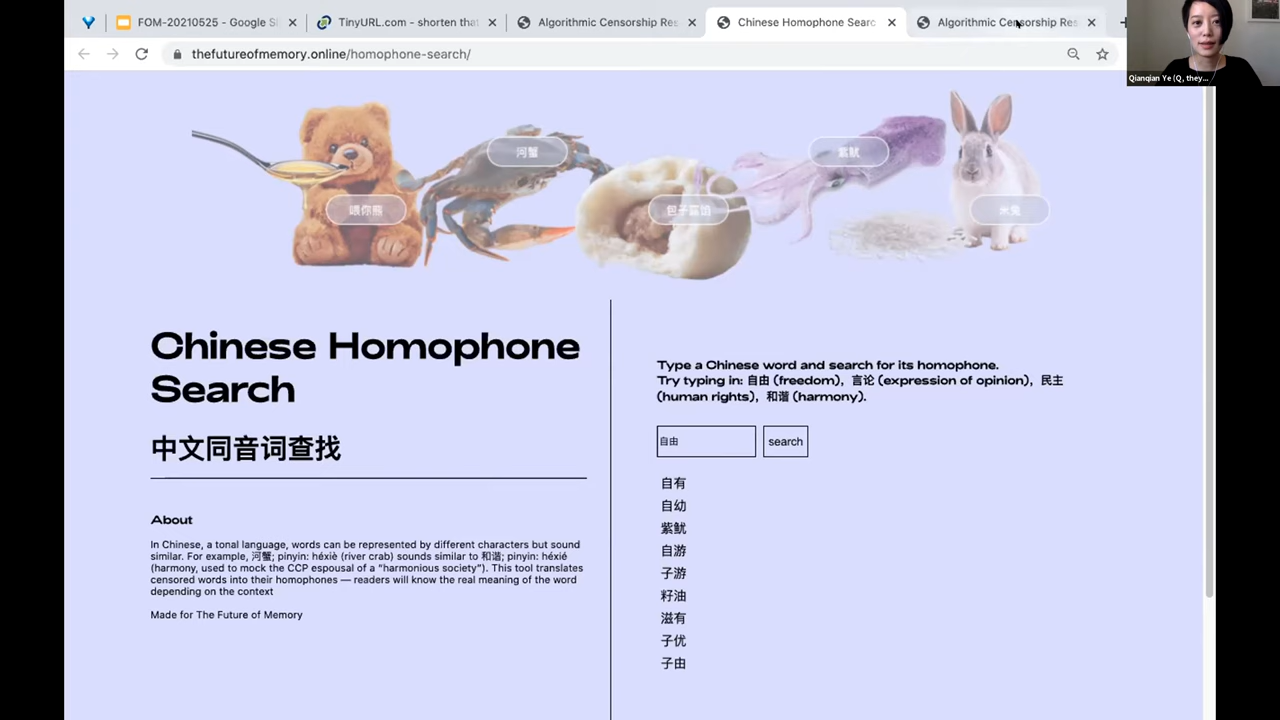 FOM-20210525 - Google Sl
TinyURL.com - shorten that
Algorithmic Censorship Res
Chinese Homophone Searc
Algorithmic Censorship Res
thefutureofmemory.online/homophone-search/
Qianqian Ye (Q, they...
河蟹
紫鱿
喂你熊
包子露馅
米兔
Chinese Homophone
Search
中文同音词查找
About
In Chinese, a tonal language, words can be represented by different characters but sound
similar. For example, 河蟹; pinyin: héxiè (river crab) sounds similar to 和谐; pinyin: héxié
(harmony, used to mock the CCP espousal of a "harmonious society"). This tool translates
censored words into their homophones — readers will know the real meaning of the word
depending on the context
Made for The Future of Memory
Type a Chinese word and search for its homophone.
Try typing in: 自由 (freedom), 言论 (expression of opinion), 民主
(human rights), 和谐 (harmony).
自由
search
自有
自幼
紫鱿
自游
子游
籽油
滋有
子优
子由